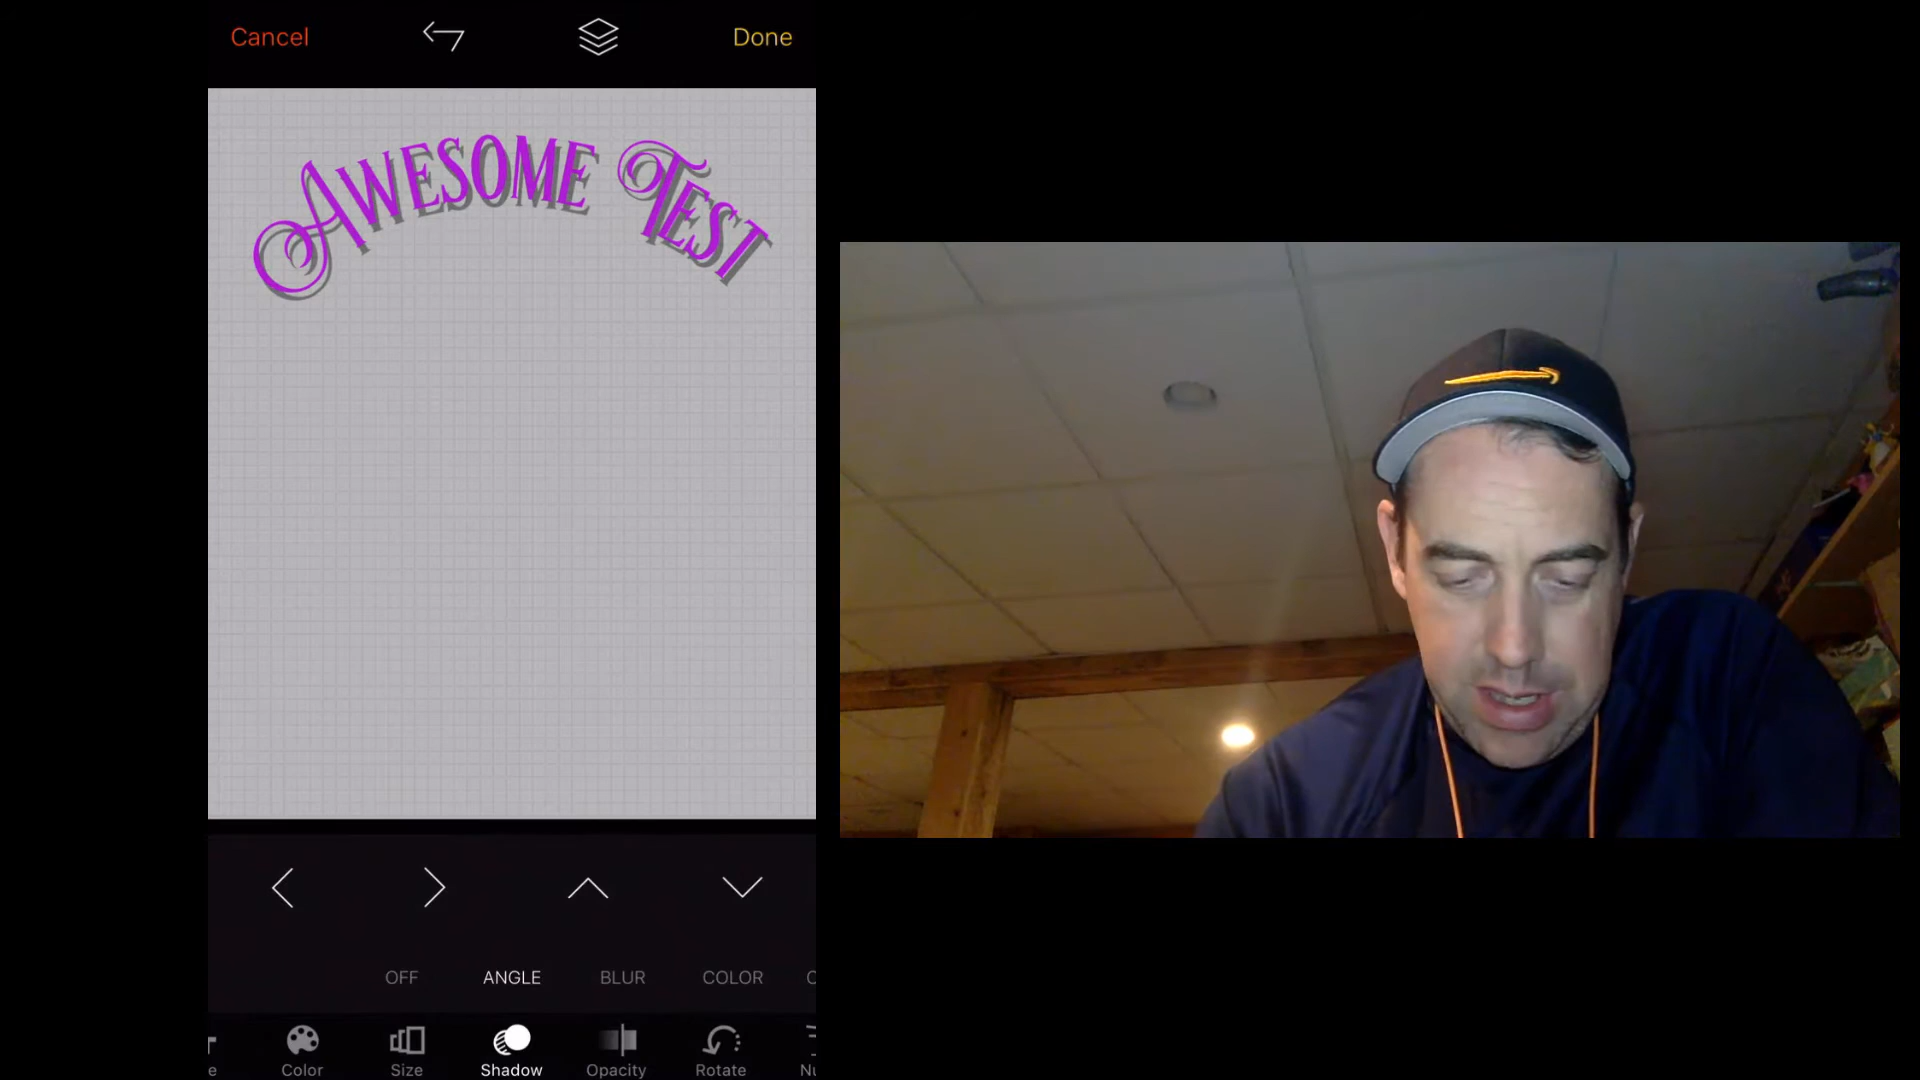 Cancel Done
AWESOME TEST
OFF ANGLE BLUR COLOR
Color Size Shadow Opacity Rotate